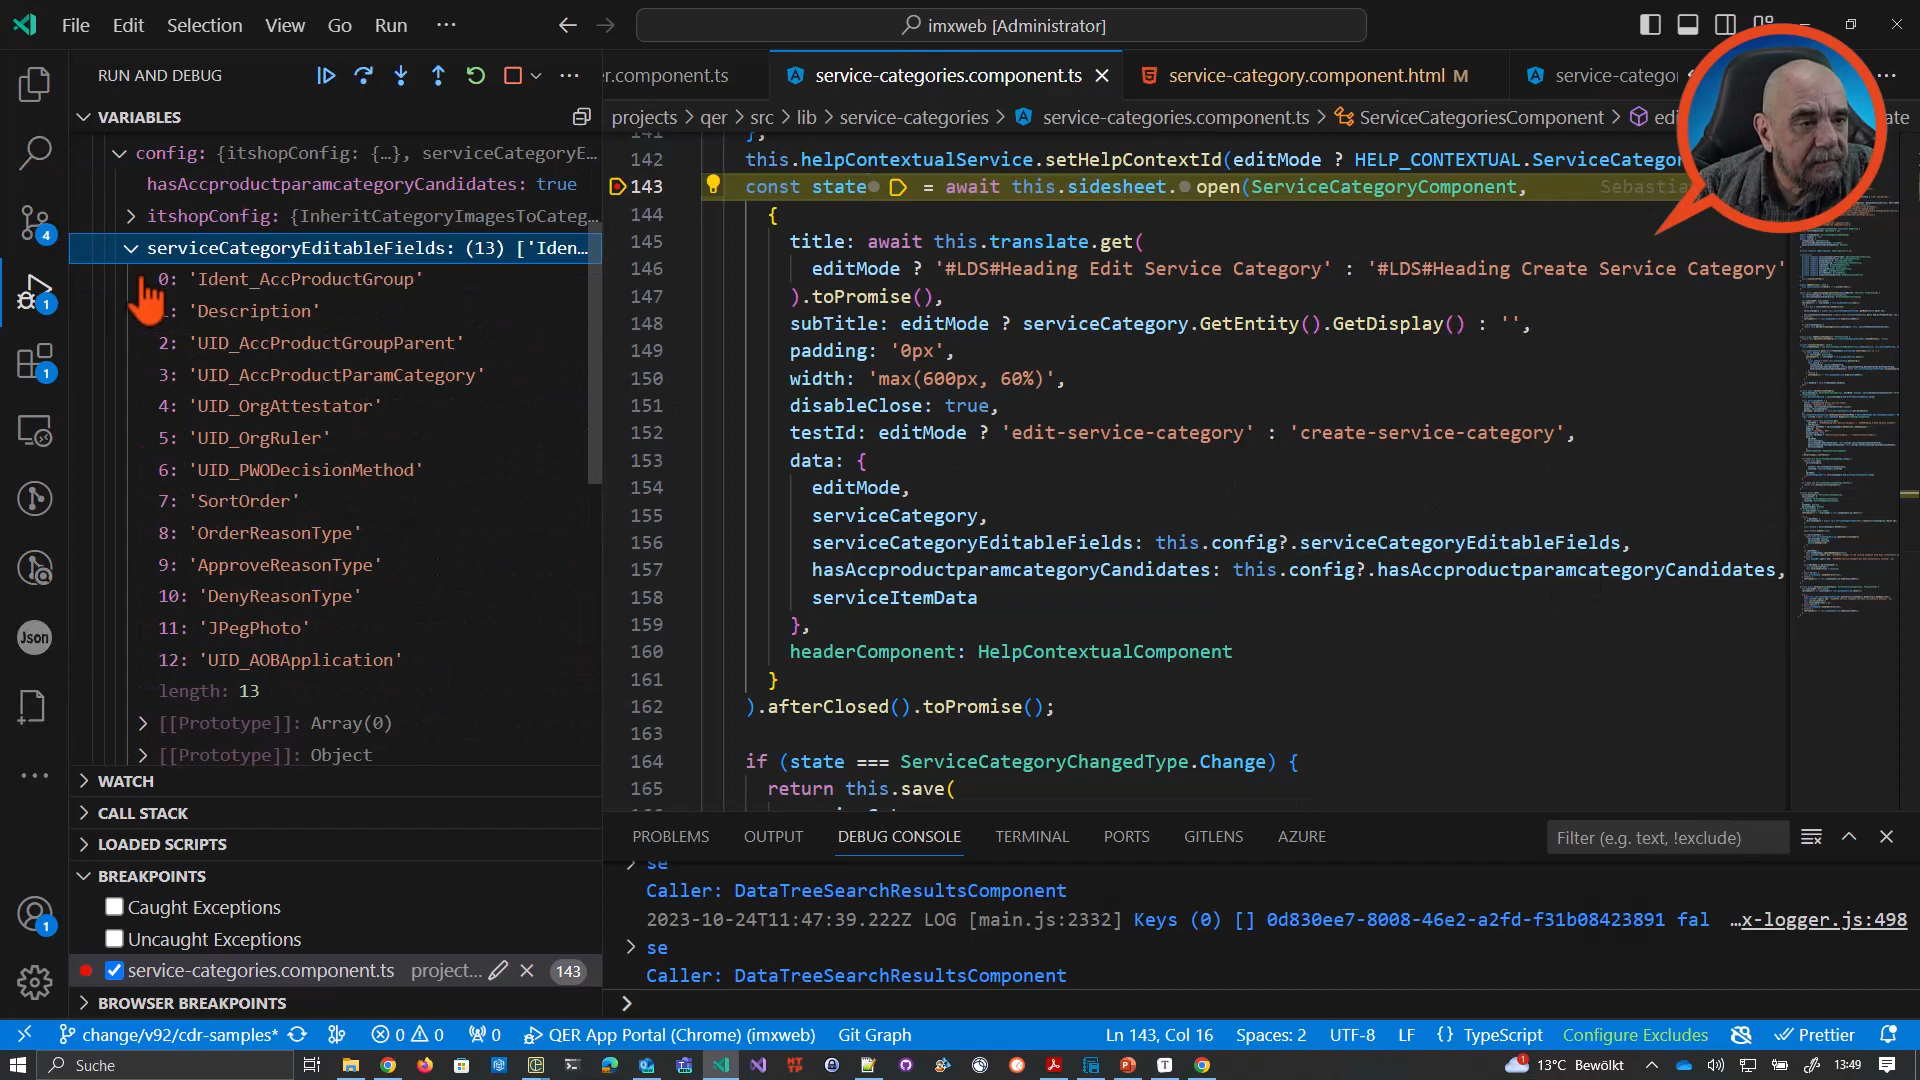 File Edit Selection View Go Run ···
imxweb [Administrator]
RUN AND DEBUG
er.component.ts
service-categories.component.ts
service-category.component.html M
service-catego
VARIABLES
projects > qer > src > lib > service-categories > service-categories.component.ts > ServiceCategoriesComponent >
config: {itshopConfig: {…}, serviceCategoryE…
hasAccproductparamcategoryCandidates: true
itshopConfig: {InheritCategoryImagesToCateg…
serviceCategoryEditableFields: (13) ['Iden…
0: 'Ident_AccProductGroup'
: 'Description'
2: 'UID_AccProductGroupParent'
3: 'UID_AccProductParamCategory'
4: 'UID_OrgAttestator'
5: 'UID_OrgRuler'
6: 'UID_PWODecisionMethod'
7: 'SortOrder'
8: 'OrderReasonType'
9: 'ApproveReasonType'
10: 'DenyReasonType'
11: 'JPegPhoto'
12: 'UID_AOBApplication'
length: 13
[[Prototype]]: Array(0)
[[Prototype]]: Object
WATCH
CALL STACK
LOADED SCRIPTS
BREAKPOINTS
Caught Exceptions
Uncaught Exceptions
service-categories.component.ts project… 143
BROWSER BREAKPOINTS
4
1
1
Json
1
141 },
142 this.helpContextualService.setHelpContextId(editMode ? HELP_CONTEXTUAL.ServiceCategor
143 const state = await this.sidesheet.open(ServiceCategoryComponent, Sebastia
144 {
145 title: await this.translate.get(
146 editMode ? '#LDS#Heading Edit Service Category' : '#LDS#Heading Create Service Category'
147 ).toPromise(),
148 subTitle: editMode ? serviceCategory.GetEntity().GetDisplay() : '',
149 padding: '0px',
150 width: 'max(600px, 60%)',
151 disableClose: true,
152 testId: editMode ? 'edit-service-category' : 'create-service-category',
153 data: {
154 editMode,
155 serviceCategory,
156 serviceCategoryEditableFields: this.config?.serviceCategoryEditableFields,
157 hasAccproductparamcategoryCandidates: this.config?.hasAccproductparamcategoryCandidates,
158 serviceItemData
159 },
160 headerComponent: HelpContextualComponent
161 }
162 ).afterClosed().toPromise();
163
164 if (state === ServiceCategoryChangedType.Change) {
165 return this.save(
PROBLEMS OUTPUT DEBUG CONSOLE TERMINAL PORTS GITLENS AZURE
Filter (e.g. text, !exclude)
> se
Caller: DataTreeSearchResultsComponent
2023-10-24T11:47:39.222Z LOG [main.js:2332] Keys (0) [] 0d830ee7-8008-46e2-a2fd-f31b08423891 fal …x-logger.js:498
> se
Caller: DataTreeSearchResultsComponent
>
change/v92/cdr-samples* 0 0 0 QER App Portal (Chrome) (imxweb) Git Graph Ln 143, Col 16 Spaces: 2 UTF-8 LF {} TypeScript Configure Excludes Prettier
Suche
1 13°C Bewölkt 13:49